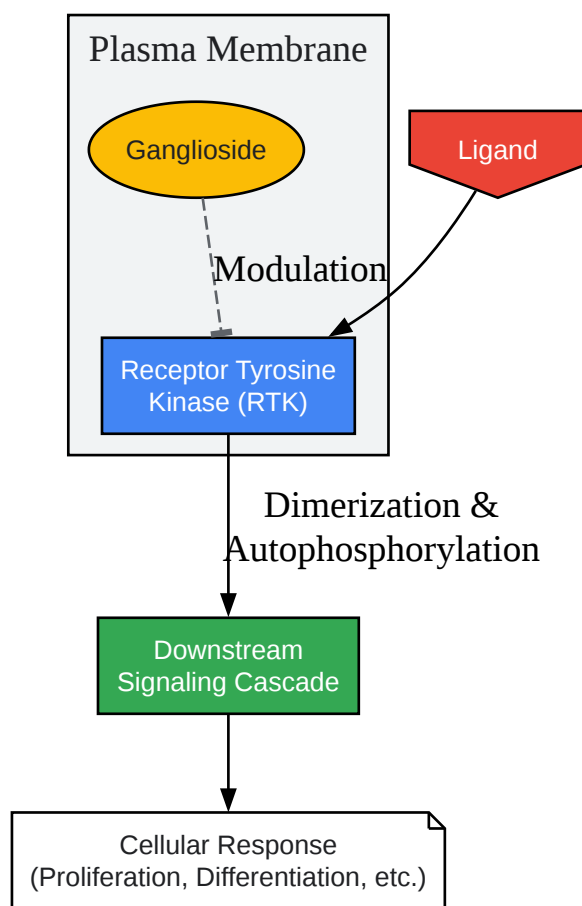 Plasma Membrane
Ganglioside
Ligand
Modulation
Receptor Tyrosine
Kinase (RTK)
Dimerization &
Autophosphorylation
Downstream
Signaling Cascade
Cellular Response
(Proliferation, Differentiation, etc.)